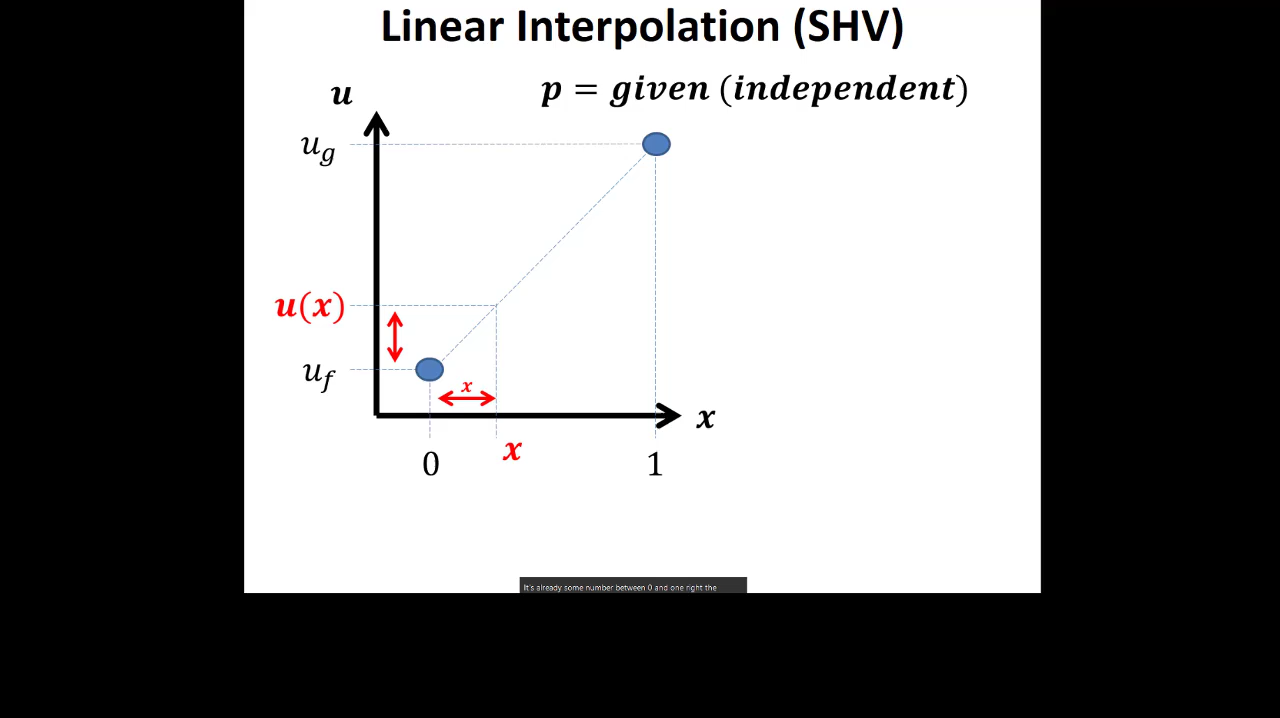 Linear Interpolation (SHV)
p = given (independent)
u
u_g
u(x)
u_f
x
x
x
0
1
It's already some number between 0 and one right the